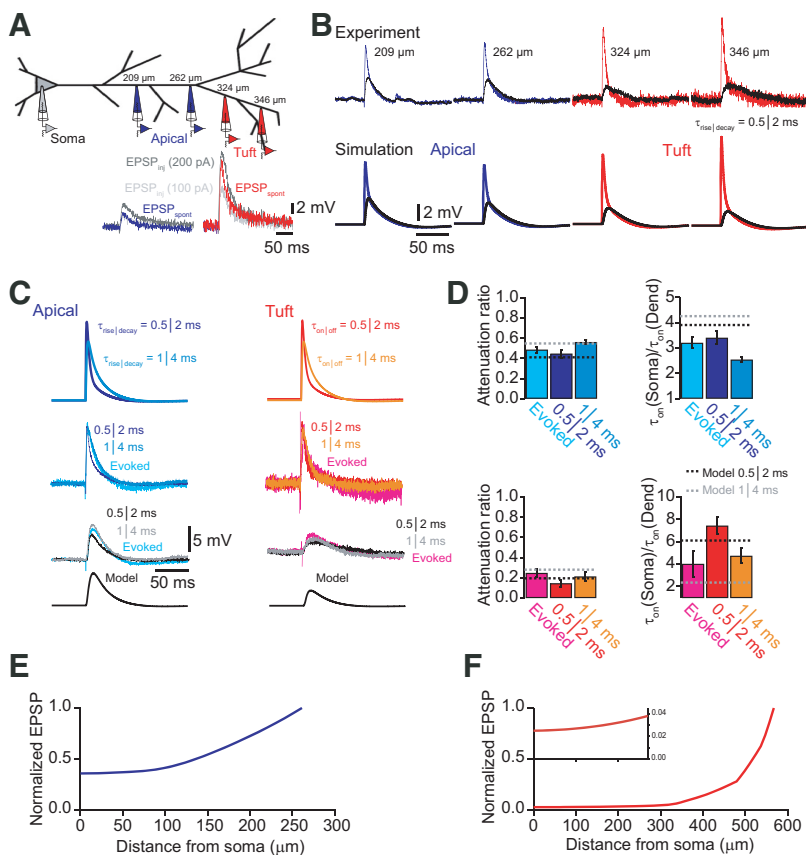 A
209 µm
262 µm
324 µm
346 µm
Soma
Apical
Tuft
EPSPinj (200 pA)
EPSPinj (100 pA)
EPSPspont
EPSPspont
2 mV
50 ms
B
Experiment
209 µm
262 µm
324 µm
346 µm
τrise|decay = 0.5|2 ms
Simulation
Apical
Tuft
2 mV
50 ms
C
Apical
Tuft
τrise|decay = 0.5|2 ms
τrise|decay = 1|4 ms
τon|off = 0.5|2 ms
τon|off = 1|4 ms
0.5|2 ms
1|4 ms
Evoked
0.5|2 ms
1|4 ms
Evoked
0.5|2 ms
1|4 ms
Evoked
5 mV
50 ms
0.5|2 ms
1|4 ms
Evoked
Model
Model
D
Attenuation ratio
1.0
0.8
0.6
0.4
0.2
0.0
Evoked
0.5|2 ms
1|4 ms
τon(Soma)/τon(Dend)
5
4
3
2
1
Evoked
0.5|2 ms
1|4 ms
Model 0.5|2 ms
Model 1|4 ms
Attenuation ratio
1.0
0.8
0.6
0.4
0.2
0.0
Evoked
0.5|2 ms
1|4 ms
τon(Soma)/τon(Dend)
10
8
6
4
2
Evoked
0.5|2 ms
1|4 ms
E
Normalized EPSP
1.0
0.5
0.0
0 50 100 150 200 250 300
Distance from soma (µm)
F
Normalized EPSP
1.0
0.5
0.0
0.04
0.02
0.00
0 100 200 300 400 500 600
Distance from soma (µm)